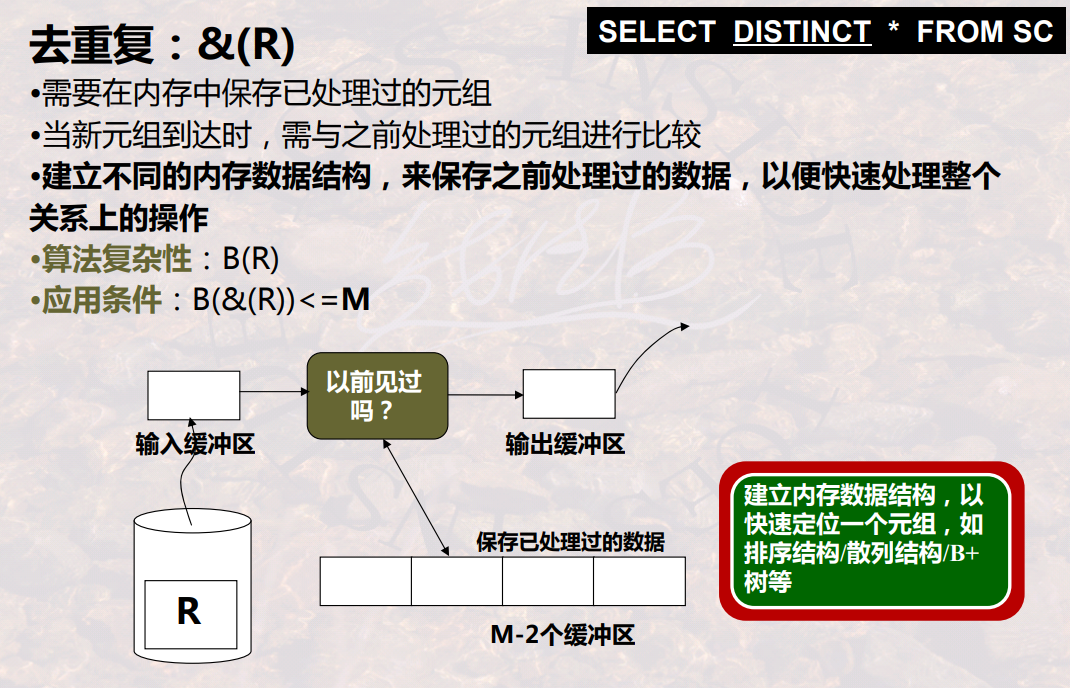 去重复：&(R)
SELECT DISTINCT * FROM SC
•需要在内存中保存已处理过的元组
•当新元组到达时，需与之前处理过的元组进行比较
•建立不同的内存数据结构，来保存之前处理过的数据，以便快速处理整个
关系上的操作
•算法复杂性：B(R)
•应用条件：B(&(R))<=M
以前见过
吗？
输入缓冲区
输出缓冲区
保存已处理过的数据
R
M-2个缓冲区
建立内存数据结构，以
快速定位一个元组，如
排序结构/散列结构/B+
树等